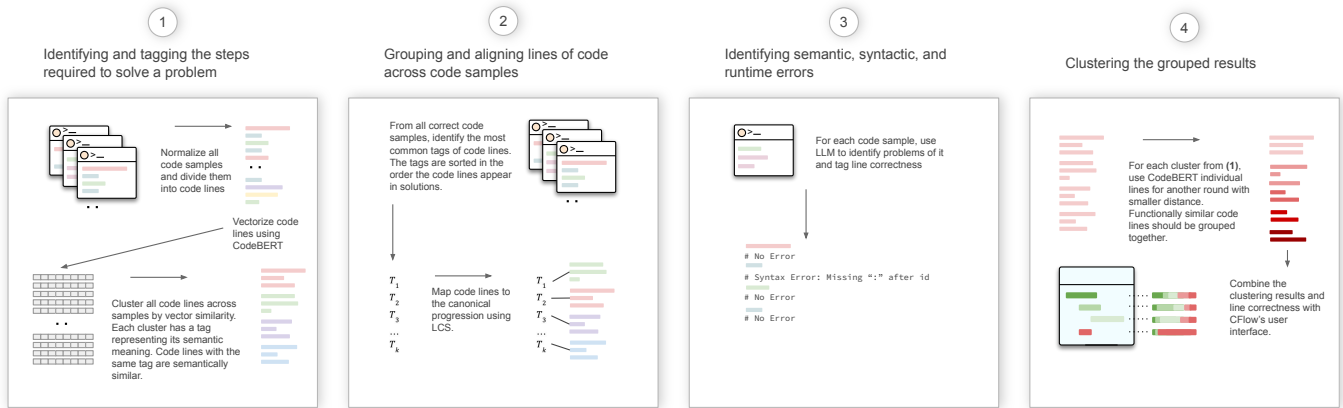 1
Identifying and tagging the steps
required to solve a problem
>_
>_
>_
Normalize all
code samples
and divide them
into code lines
Vectorize code
lines using
CodeBERT
Cluster all code lines across
samples by vector similarity.
Each cluster has a tag
representing its semantic
meaning. Code lines with the
same tag are semantically
similar.
2
Grouping and aligning lines of code
across code samples
From all correct code
samples, identify the most
common tags of code lines.
The tags are sorted in the
order the code lines appear
in solutions.
>_
>_
>_
T1
T2
T3
...
Tk
Map code lines to
the canonical
progression using
LCS.
T1
T2
T3
...
Tk
3
Identifying semantic, syntactic, and
runtime errors
>_
For each code sample, use
LLM to identify problems of it
and tag line correctness
# No Error
# Syntax Error: Missing “:” after id
# No Error
# No Error
4
Clustering the grouped results
For each cluster from (1),
use CodeBERT individual
lines for another round with
smaller distance.
Functionally similar code
lines should be grouped
together.
Combine the
clustering results and
line correctness with
CFlow's user
interface.